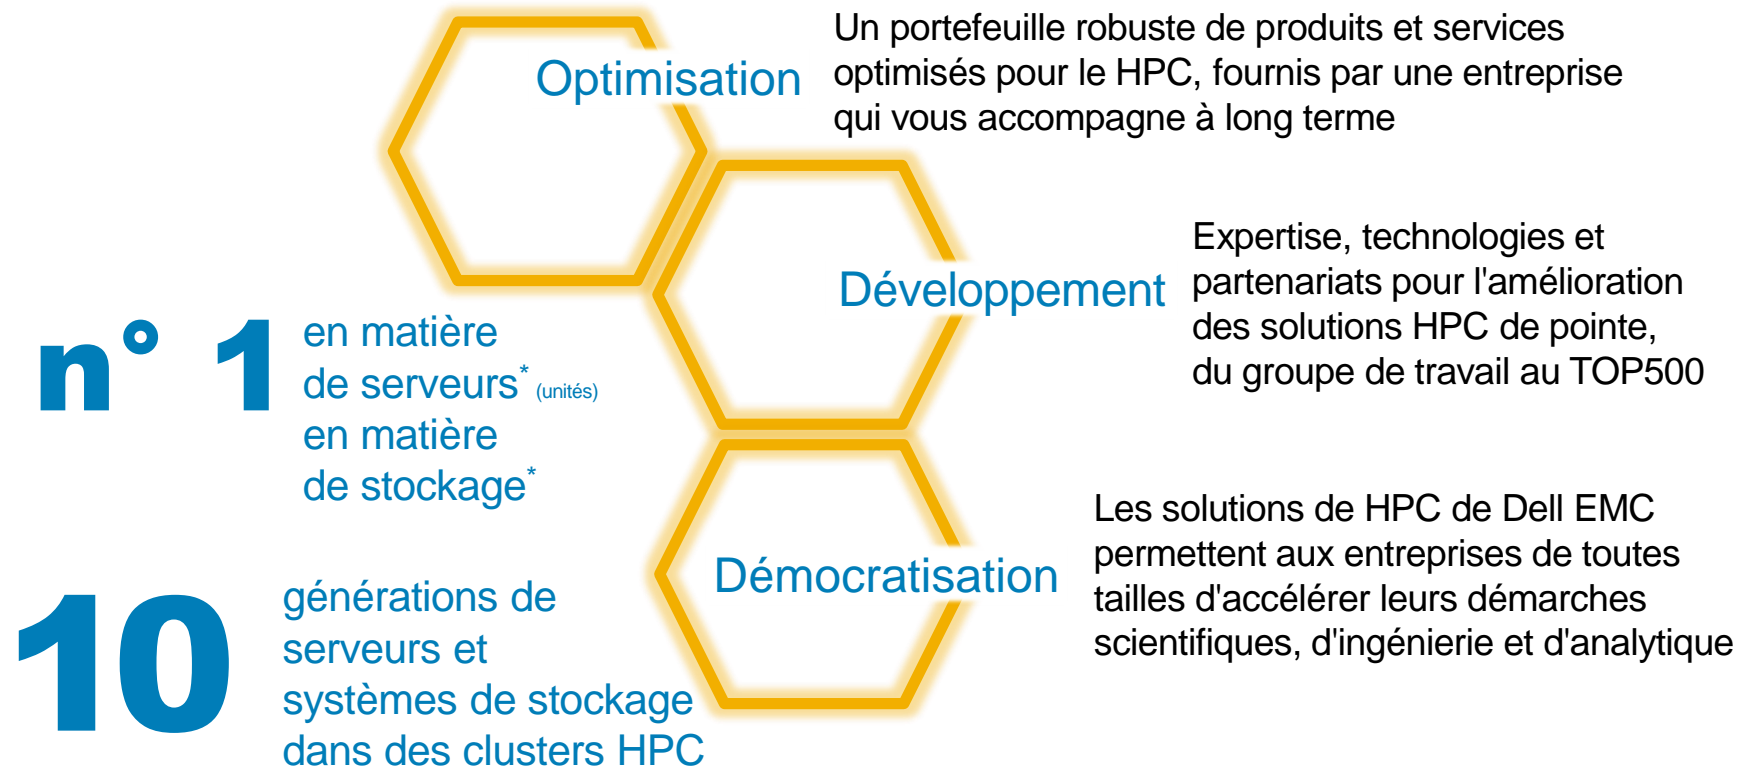 Optimisation
Un portefeuille robuste de produits et services
optimisés pour le HPC, fournis par une entreprise
qui vous accompagne à long terme
Développement
Expertise, technologies et
partenariats pour l'amélioration
des solutions HPC de pointe,
du groupe de travail au TOP500
n° 1
en matière
de serveurs* (unités)
en matière
de stockage*
Démocratisation
Les solutions de HPC de Dell EMC
permettent aux entreprises de toutes
tailles d'accélérer leurs démarches
scientifiques, d'ingénierie et d'analytique
10
générations de
serveurs et
systèmes de stockage
dans des clusters HPC